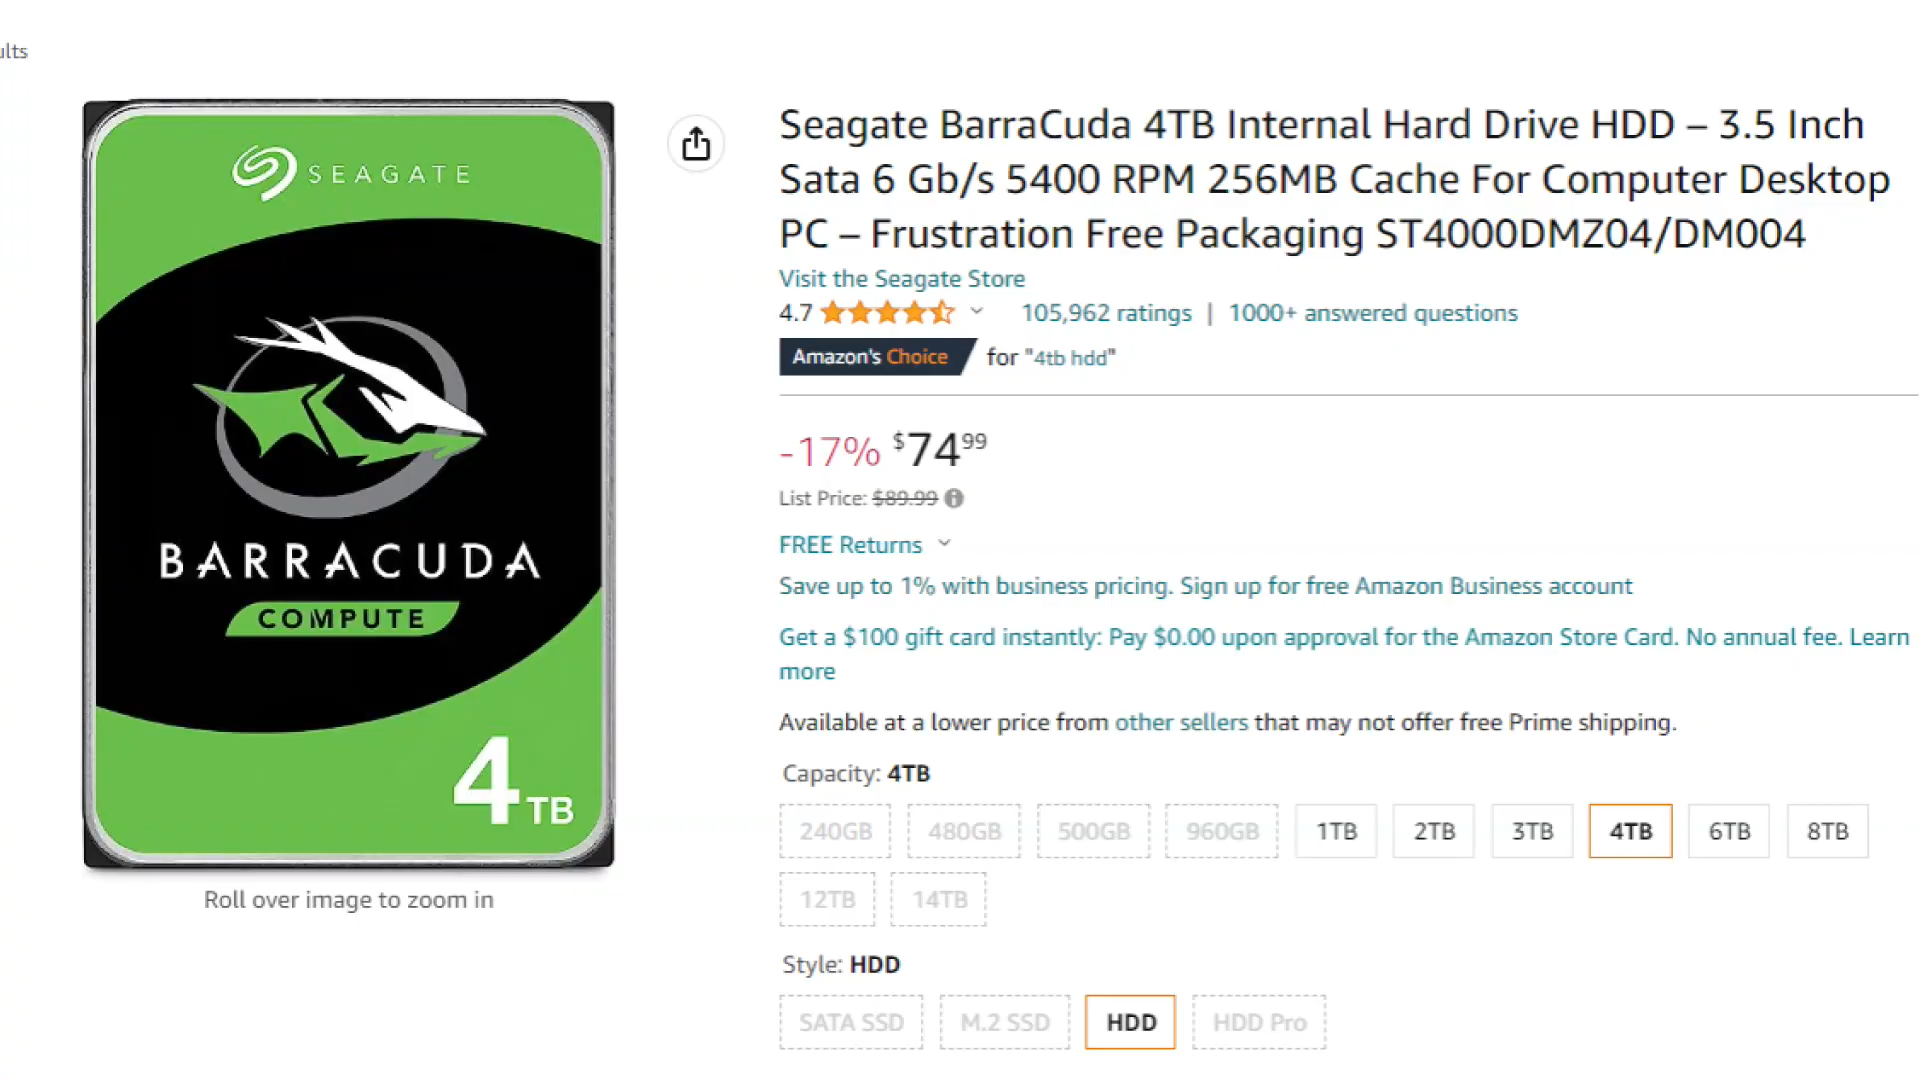 ults
SEAGATE
BARRACUDA
COMPUTE
4TB
Roll over image to zoom in
Seagate BarraCuda 4TB Internal Hard Drive HDD – 3.5 Inch
Sata 6 Gb/s 5400 RPM 256MB Cache For Computer Desktop
PC – Frustration Free Packaging ST4000DMZ04/DM004
Visit the Seagate Store
4.7 105,962 ratings | 1000+ answered questions
Amazon's Choice for "4tb hdd"
-17% $74.99
List Price: $89.99
FREE Returns
Save up to 1% with business pricing. Sign up for free Amazon Business account
Get a $100 gift card instantly: Pay $0.00 upon approval for the Amazon Store Card. No annual fee. Learn
more
Available at a lower price from other sellers that may not offer free Prime shipping.
Capacity: 4TB
240GB 480GB 500GB 960GB 1TB 2TB 3TB 4TB 6TB 8TB
12TB 14TB
Style: HDD
SATA SSD M.2 SSD HDD HDD Pro